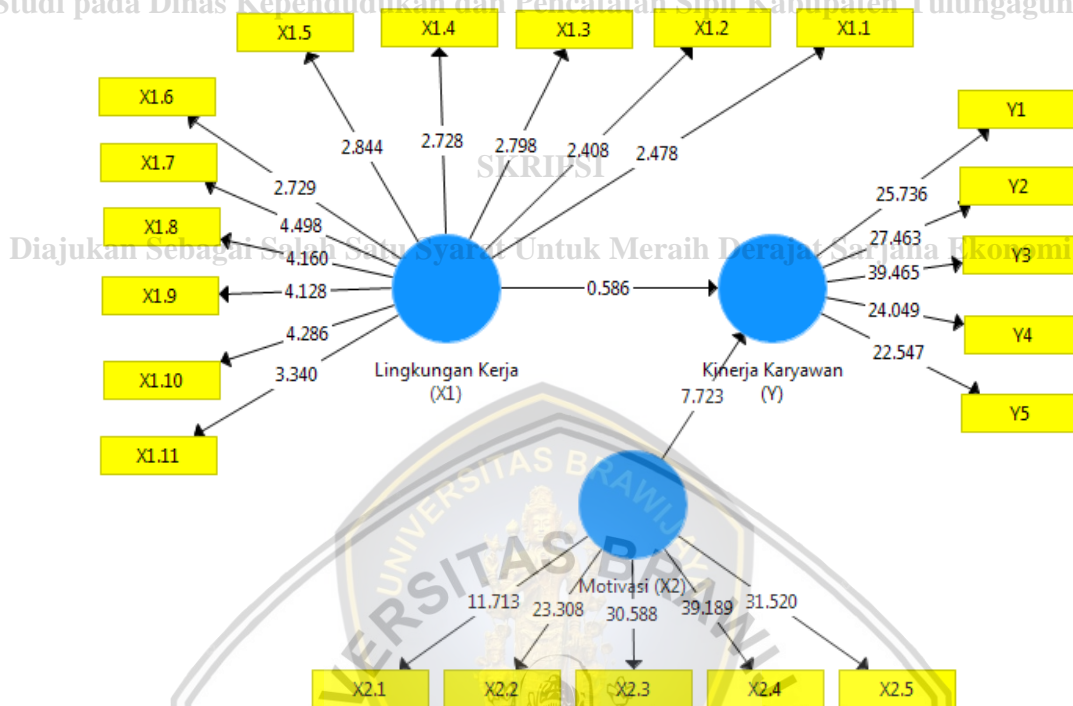 Studi pada Dinas Kependudukan dan Pencatatan Sipil Kabupaten Tulungagun
X1.5
X1.4
X1.3
X1.2
X1.1
X1.6
X1.7
X1.8
X1.9
X1.10
X1.11
2.844
2.728
2.798
2.408
2.478
2.729
4.498
4.160
4.128
4.286
3.340
SKRIPSI
Diajukan Sebagai Salah Satu Syarat Untuk Meraih Derajat Sarjana Ekonomi
Lingkungan Kerja
(X1)
0.586
Kinerja Karyawan
(Y)
25.736
27.463
39.465
24.049
22.547
Y1
Y2
Y3
Y4
Y5
7.723
Motivasi (X2)
11.713
23.308
30.588
39.189
31.520
X2.1
X2.2
X2.3
X2.4
X2.5
UNIVERSITAS BRAWIJAY
VERSITAS BRAWIJ